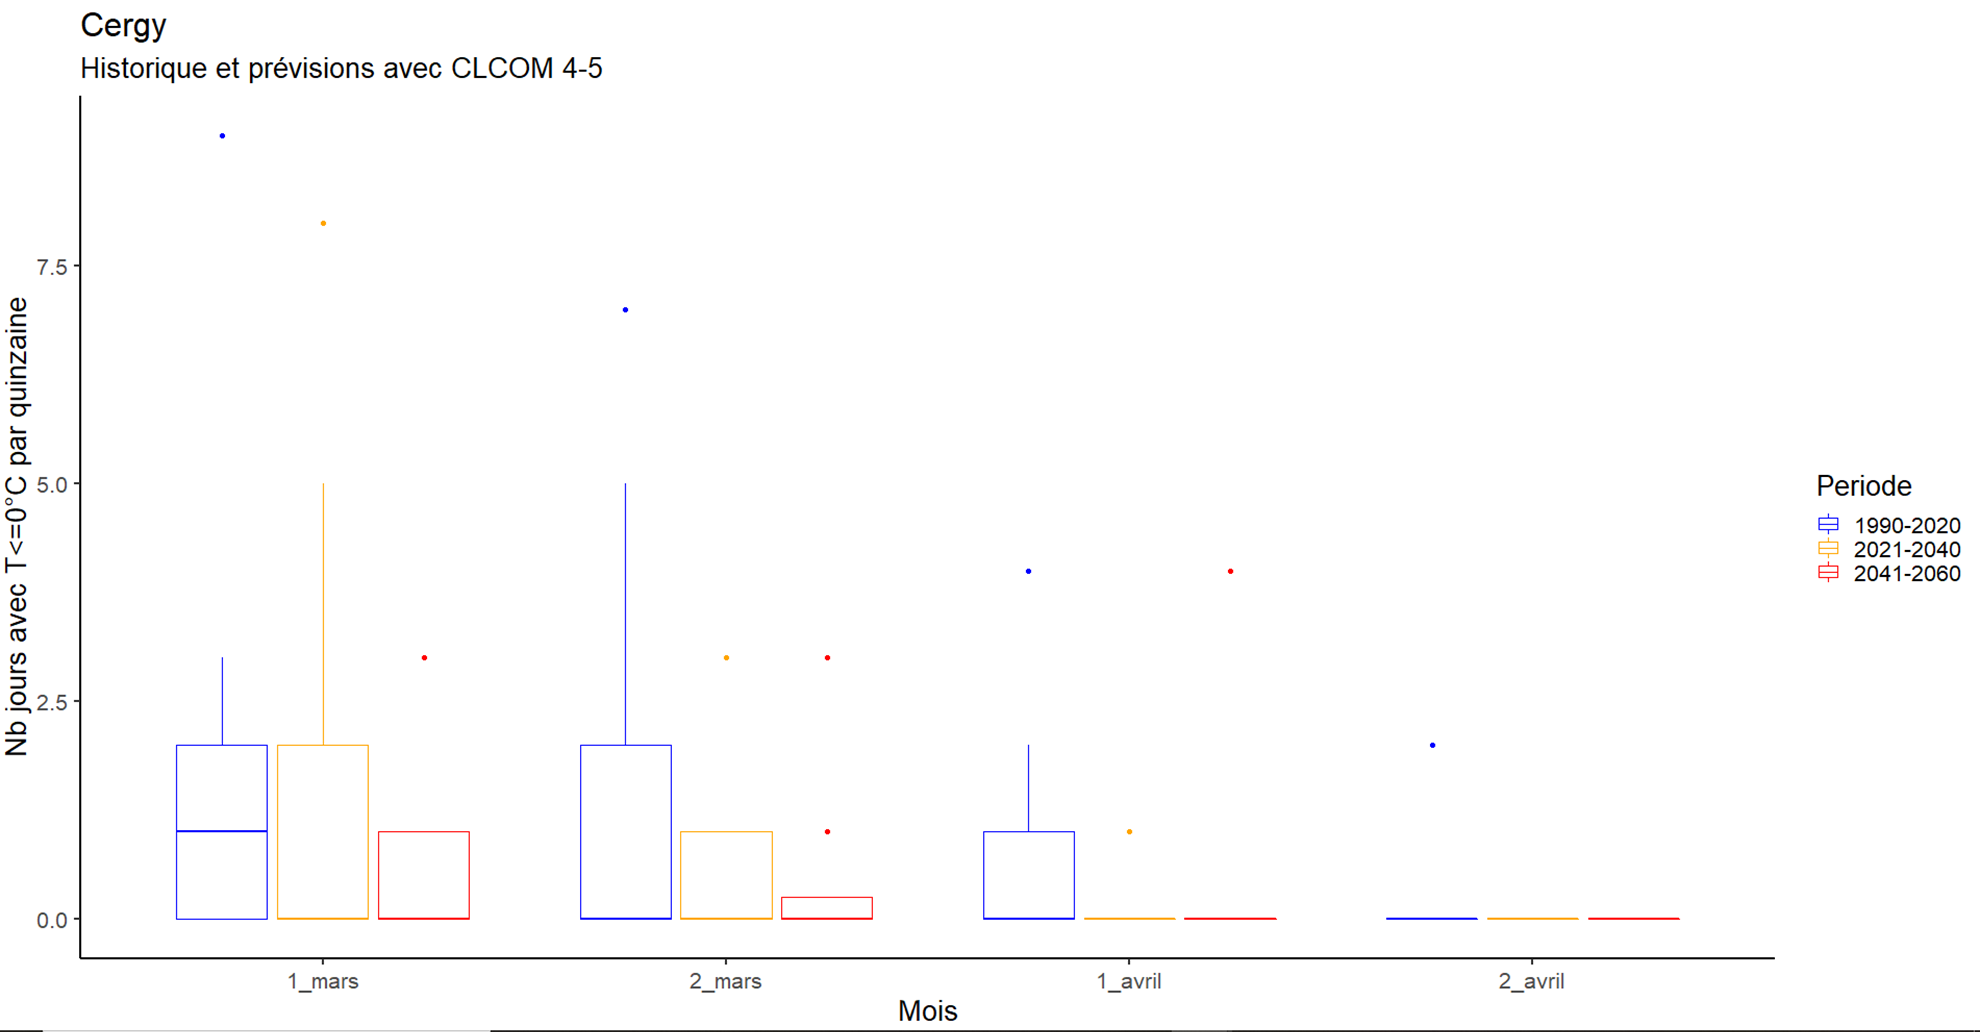 Cergy
Historique et prévisions avec CLCOM 4-5
Nb jours avec T<=0°C par quinzaine
7.5
5.0
2.5
0.0
1_mars
2_mars
1_avril
2_avril
Mois
Periode
1990-2020
2021-2040
2041-2060